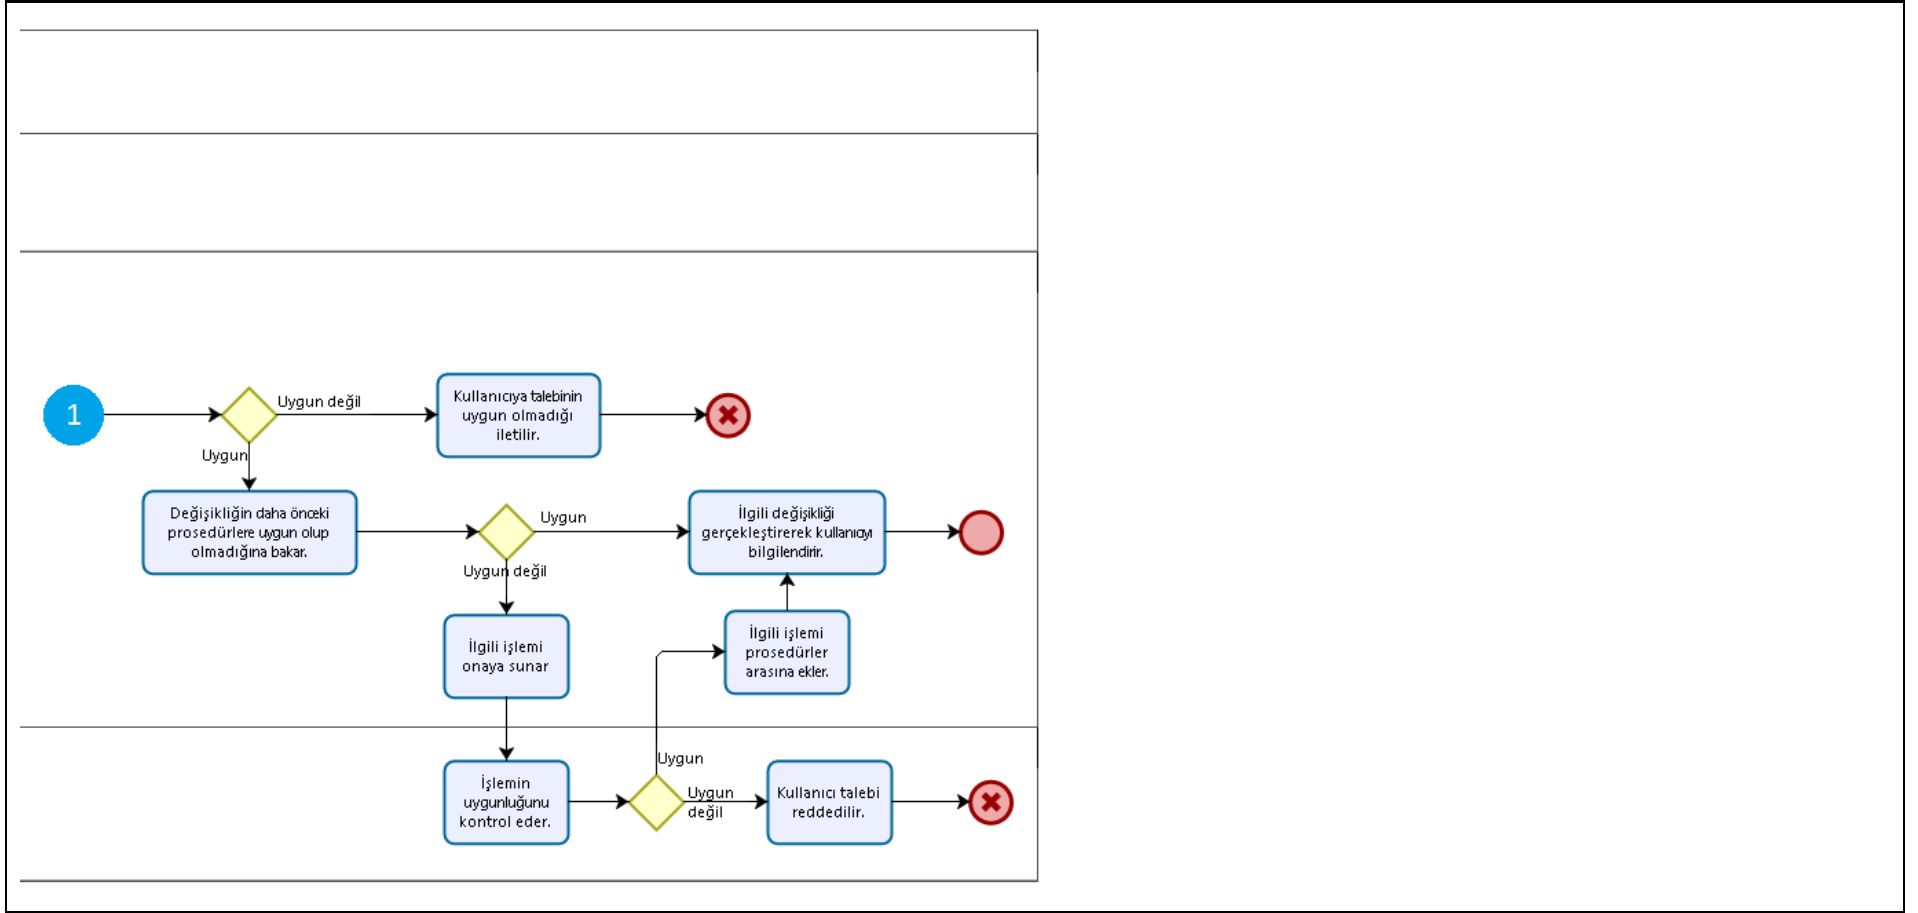 1
Uygun değil
Kullanıcıya talebinin
uygun olmadığı
iletilir.
Uygun
Değişikliğin daha önceki
prosedürlere uygun olup
olmadığına bakar.
Uygun
İlgili değişikliği
gerçekleştirerek kullanıcıyı
bilgilendirir.
Uygun değil
İlgili işlemi
onaya sunar
İlgili işlemi
prosedürler
arasına ekler.
İşlemin
uygunluğunu
kontrol eder.
Uygun
Uygun
değil
Kullanıcı talebi
reddedilir.